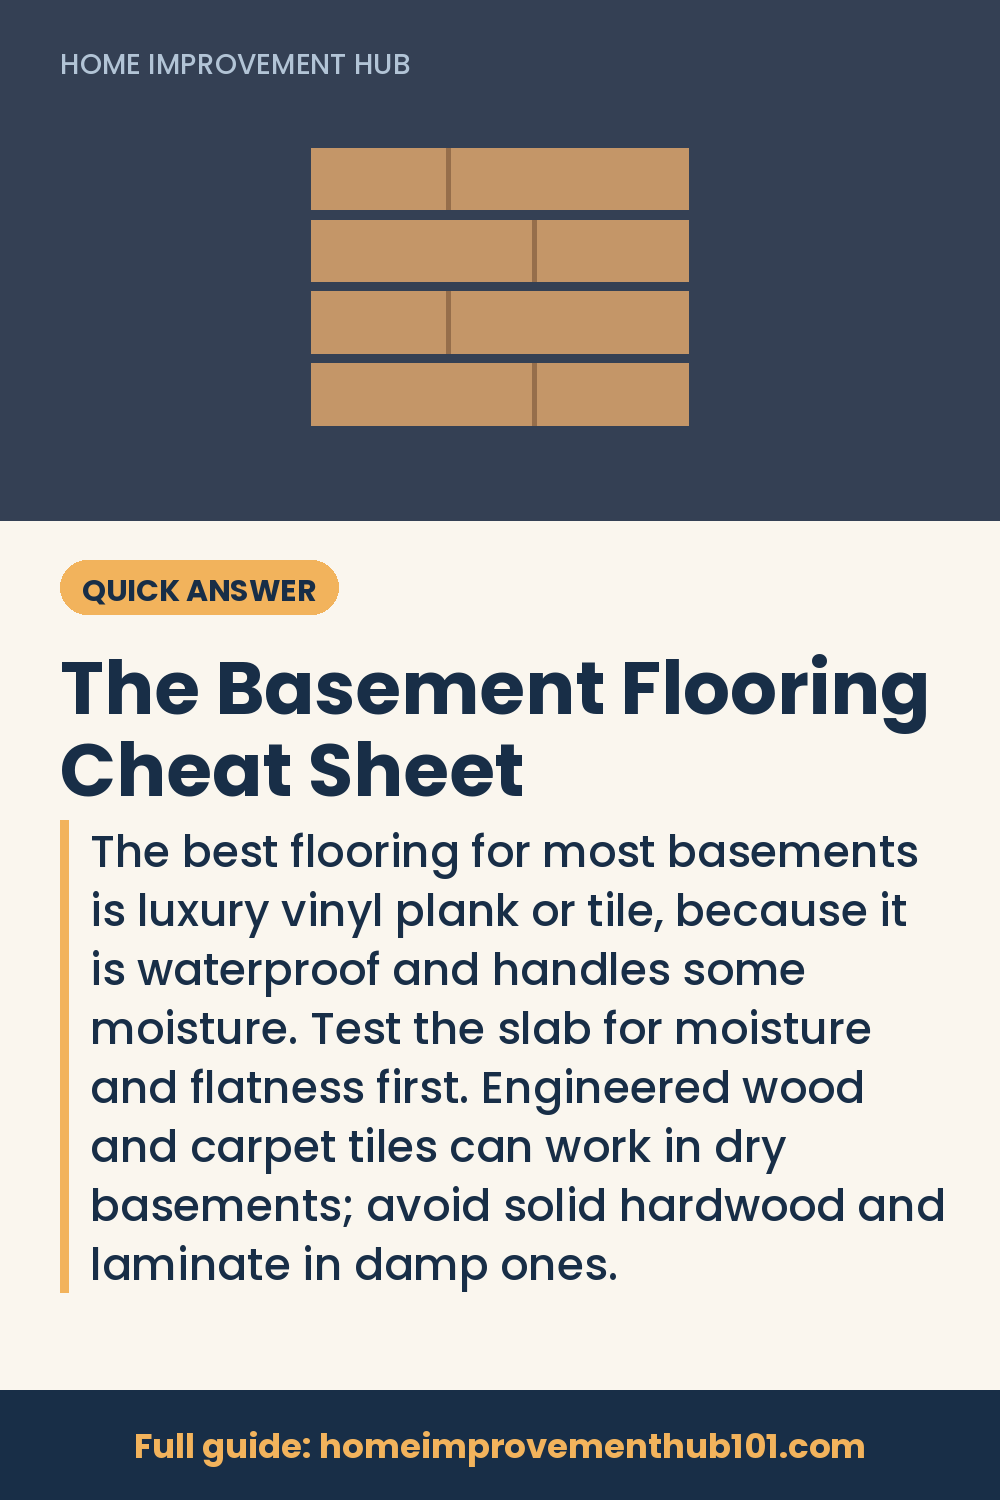 HOME IMPROVEMENT HUB
QUICK ANSWER
The Basement Flooring
Cheat Sheet
The best flooring for most basements
is luxury vinyl plank or tile, because it
is waterproof and handles some
moisture. Test the slab for moisture
and flatness first. Engineered wood
and carpet tiles can work in dry
basements; avoid solid hardwood and
laminate in damp ones.
Full guide: homeimprovementhub101.com